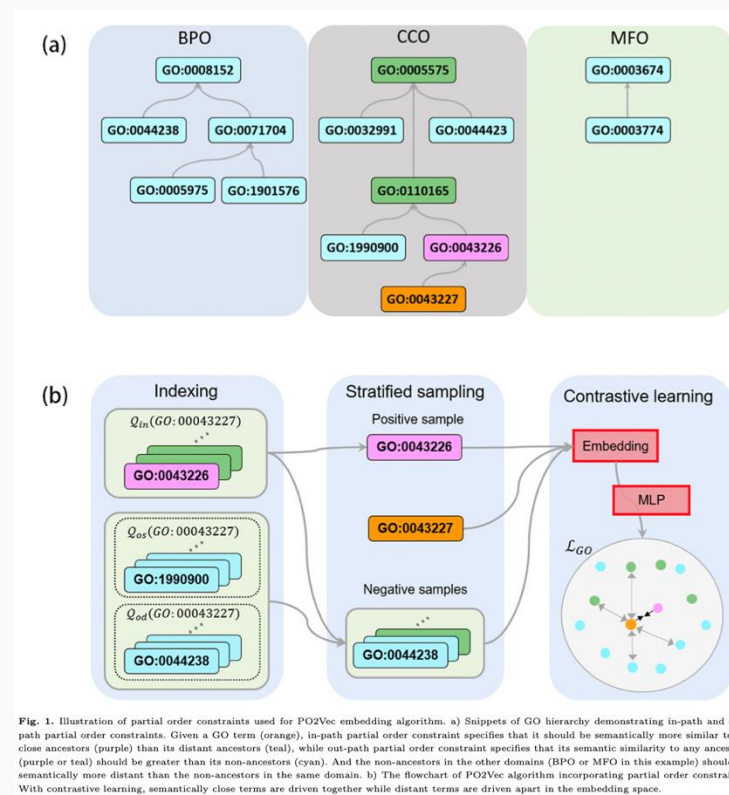 (a)
BPO
CCO
MFO
GO:0008152
GO:0005575
GO:0003674
GO:0044238
GO:0071704
GO:0032991
GO:0044423
GO:0003774
GO:0005975
GO:1901576
GO:0110165
GO:1990900
GO:0043226
GO:0043227
(b)
Indexing
Stratified sampling
Contrastive learning
Q_in(GO:00043227)
...
GO:0043226
Positive sample
GO:0043226
Embedding
MLP
Q_os(GO:00043227)
...
GO:1990900
GO:0043227
L_GO
Q_od(GO:00043227)
...
GO:0044238
Negative samples
...
GO:0044238
Fig. 1. Illustration of partial order constraints used for PO2Vec embedding algorithm. a) Snippets of GO hierarchy demonstrating in-path and
path partial order constraints. Given a GO term (orange), in-path partial order constraint specifies that it should be semantically more similar to
close ancestors (purple) than its distant ancestors (teal), while out-path partial order constraint specifies that its semantic similarity to any ances
(purple or teal) should be greater than its non-ancestors (cyan). And the non-ancestors in the other domains (BPO or MFO in this example) shoul
semantically more distant than the non-ancestors in the same domain. b) The flowchart of PO2Vec algorithm incorporating partial order constrai
With contrastive learning, semantically close terms are driven together while distant terms are driven apart in the embedding space.